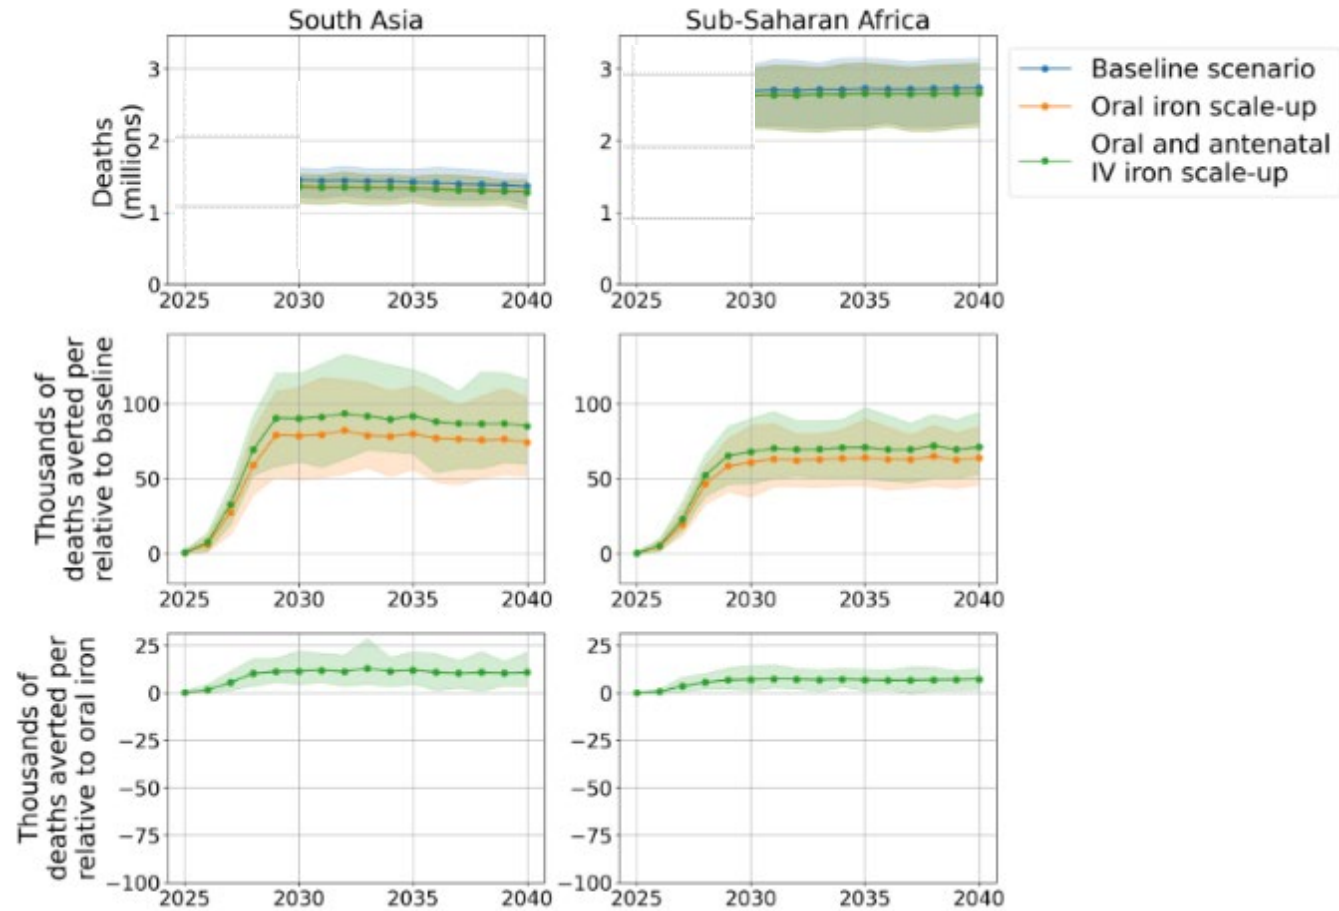 South Asia
Sub-Saharan Africa
Deaths
(millions)
3
2
1
0
2025 2030 2035 2040
3
2
1
0
2025 2030 2035 2040
Baseline scenario
Oral iron scale-up
Oral and antenatal
IV iron scale-up
Thousands of
deaths averted per
relative to baseline
100
50
0
2025 2030 2035 2040
100
50
0
2025 2030 2035 2040
Thousands of
deaths averted per
relative to oral iron
25
0
−25
−50
−75
−100
2025 2030 2035 2040
25
0
−25
−50
−75
−100
2025 2030 2035 2040